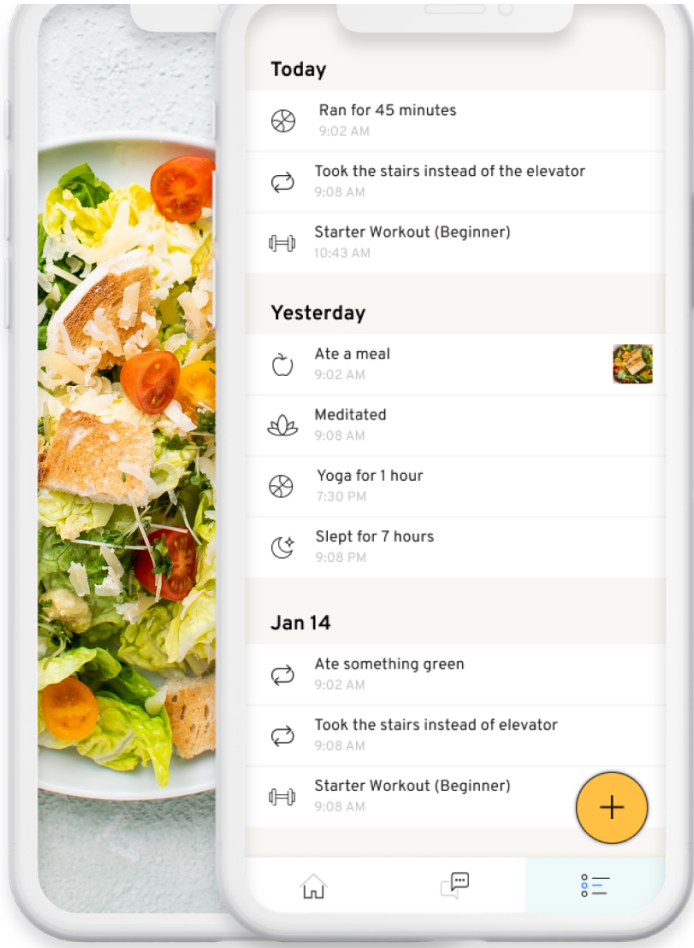 Today
Ran for 45 minutes
9:02 AM
Took the stairs instead of the elevator
9:08 AM
Starter Workout (Beginner)
10:43 AM
Yesterday
Ate a meal
9:02 AM
Meditated
9:08 AM
Yoga for 1 hour
7:30 PM
Slept for 7 hours
9:08 PM
Jan 14
Ate something green
9:02 AM
Took the stairs instead of elevator
9:08 AM
Starter Workout (Beginner)
9:08 AM